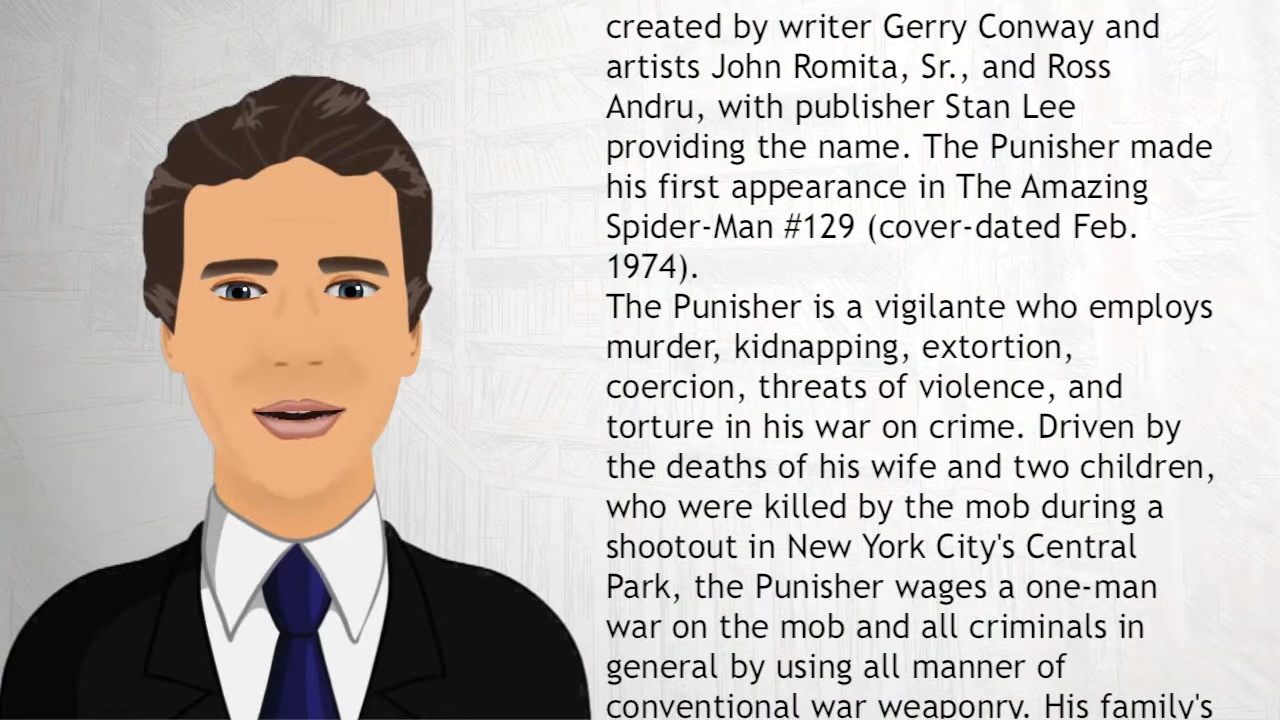 created by writer Gerry Conway and
artists John Romita, Sr., and Ross
Andru, with publisher Stan Lee
providing the name. The Punisher made
his first appearance in The Amazing
Spider-Man #129 (cover-dated Feb.
1974).
The Punisher is a vigilante who employs
murder, kidnapping, extortion,
coercion, threats of violence, and
torture in his war on crime. Driven by
the deaths of his wife and two children,
who were killed by the mob during a
shootout in New York City's Central
Park, the Punisher wages a one-man
war on the mob and all criminals in
general by using all manner of
conventional war weaponry. His family's